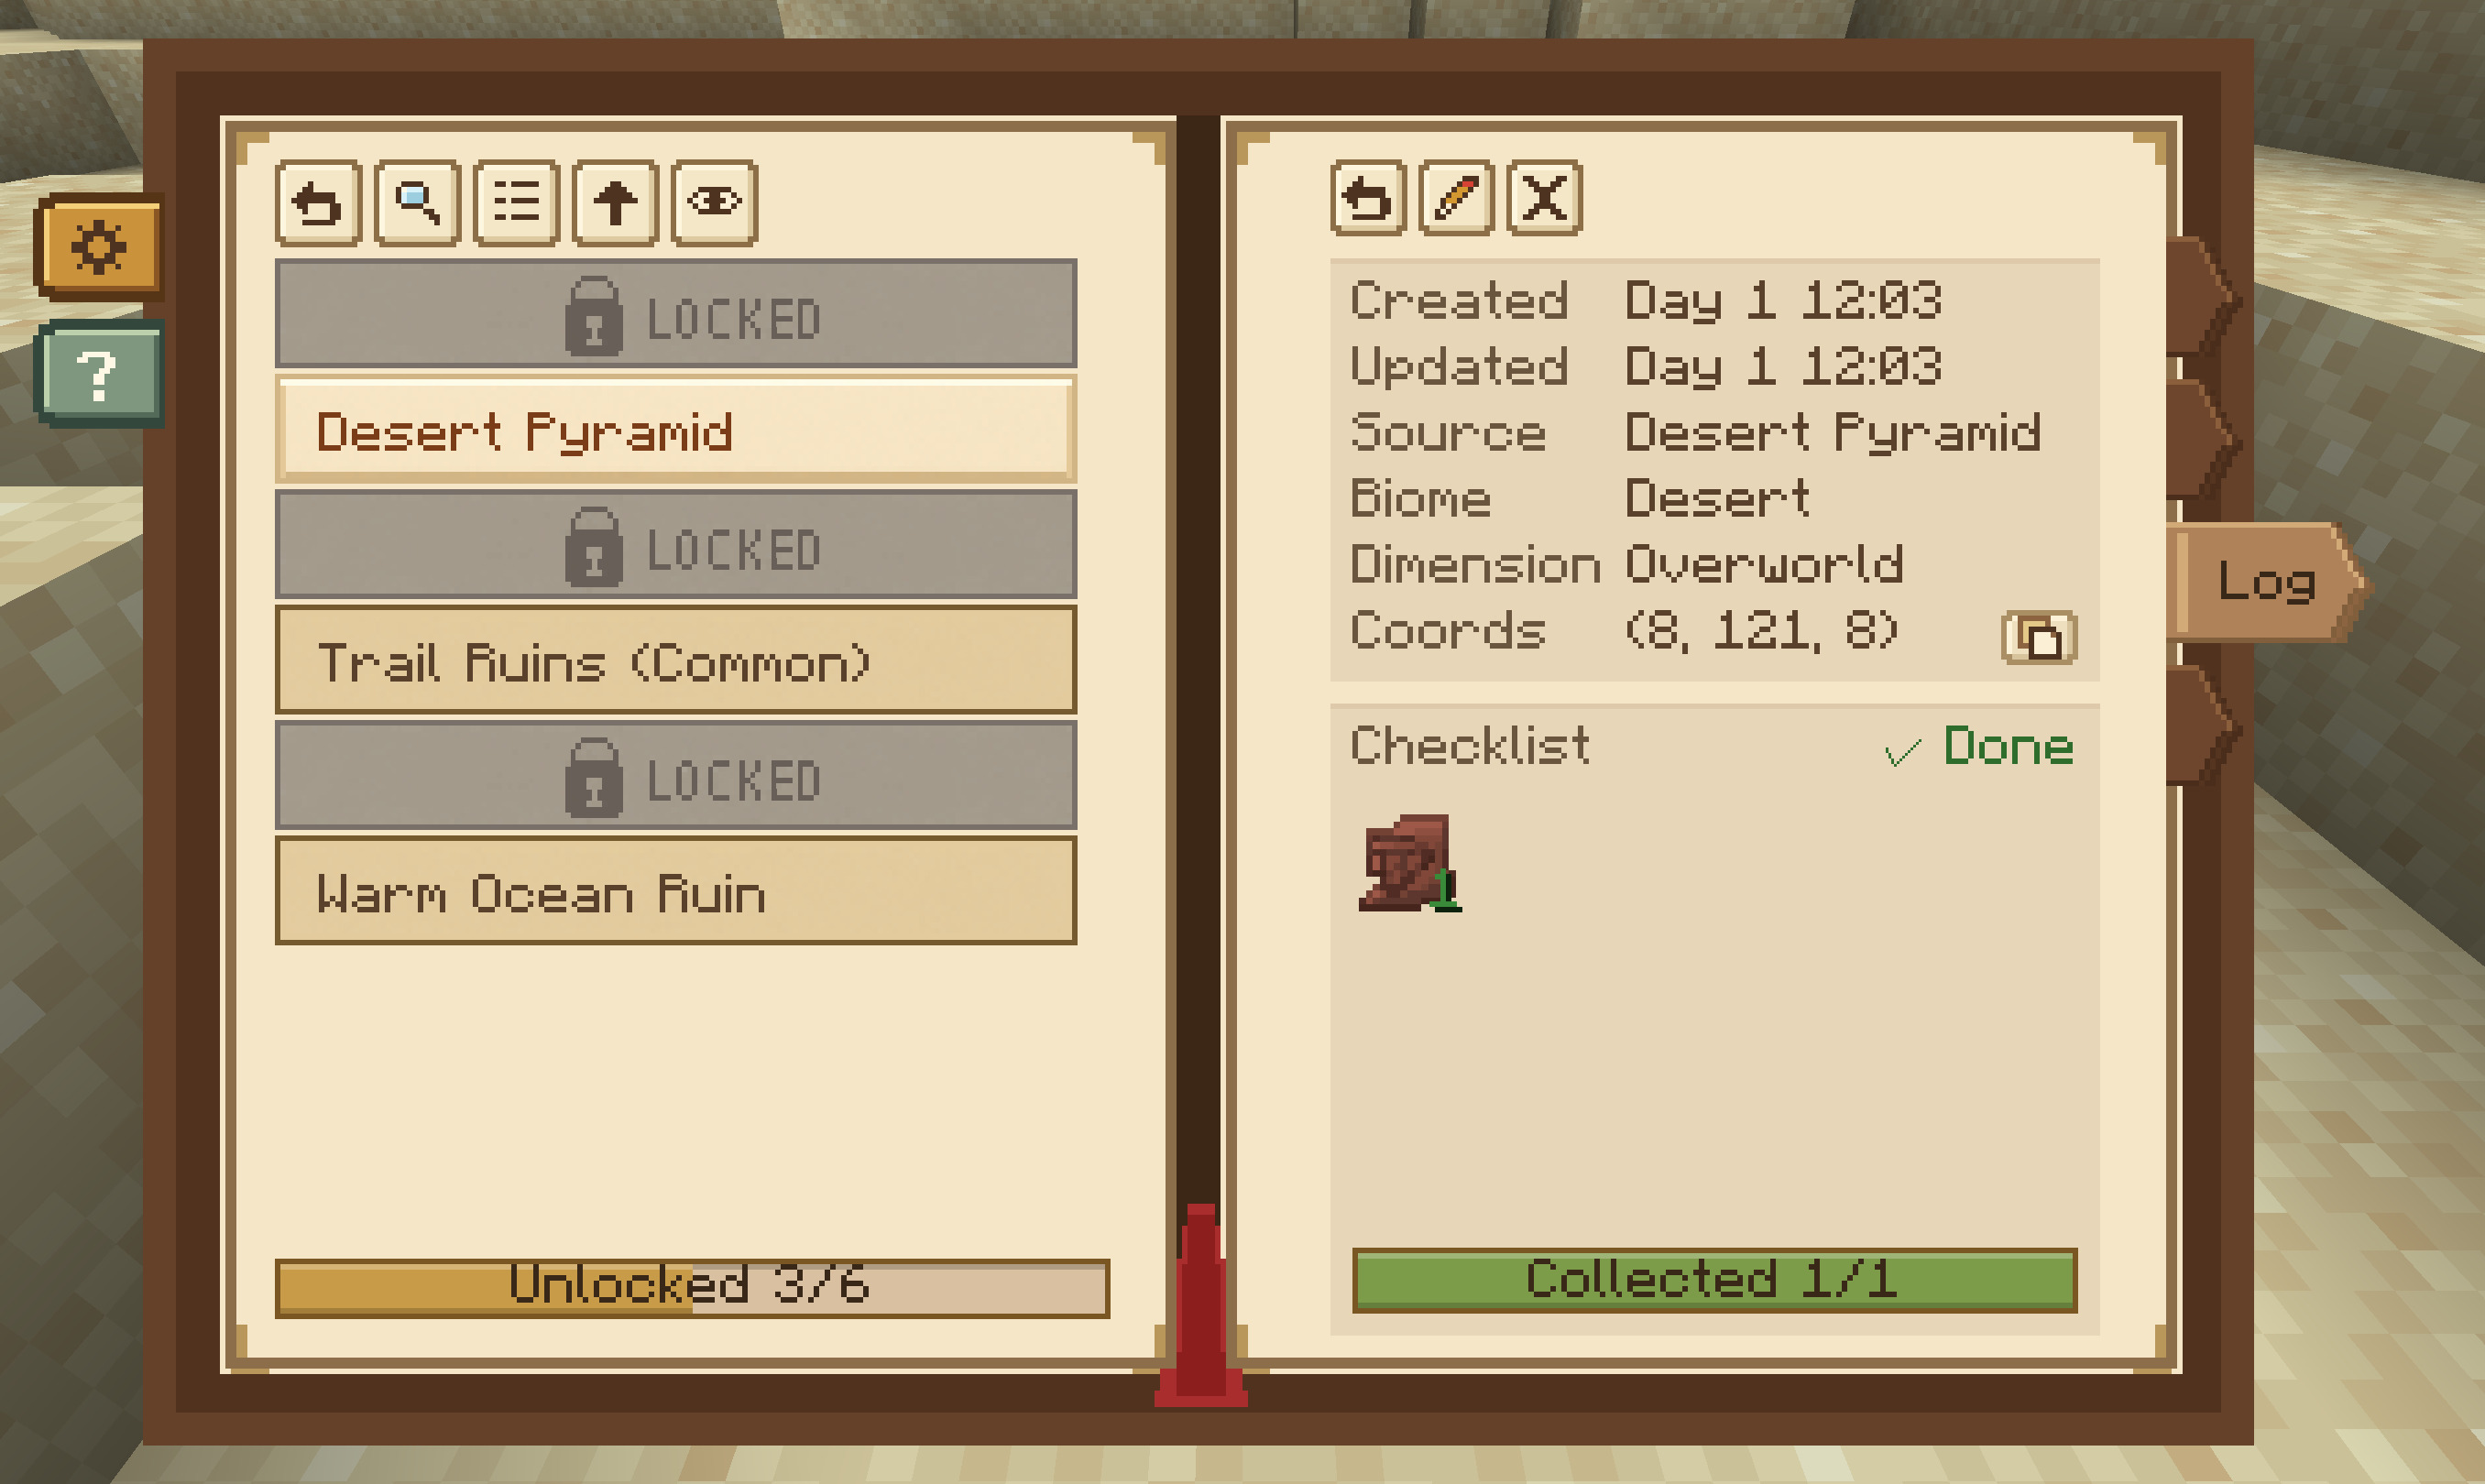 ?
LOCKED
Desert Pyramid
LOCKED
Trail Ruins (Common)
LOCKED
Warm Ocean Ruin
Unlocked 3/6
Created Day 1 12:03
Updated Day 1 12:03
Source Desert Pyramid
Biome Desert
Dimension Overworld
Coords (8, 121, 8)
Checklist ✓ Done
1
Collected 1/1
Log